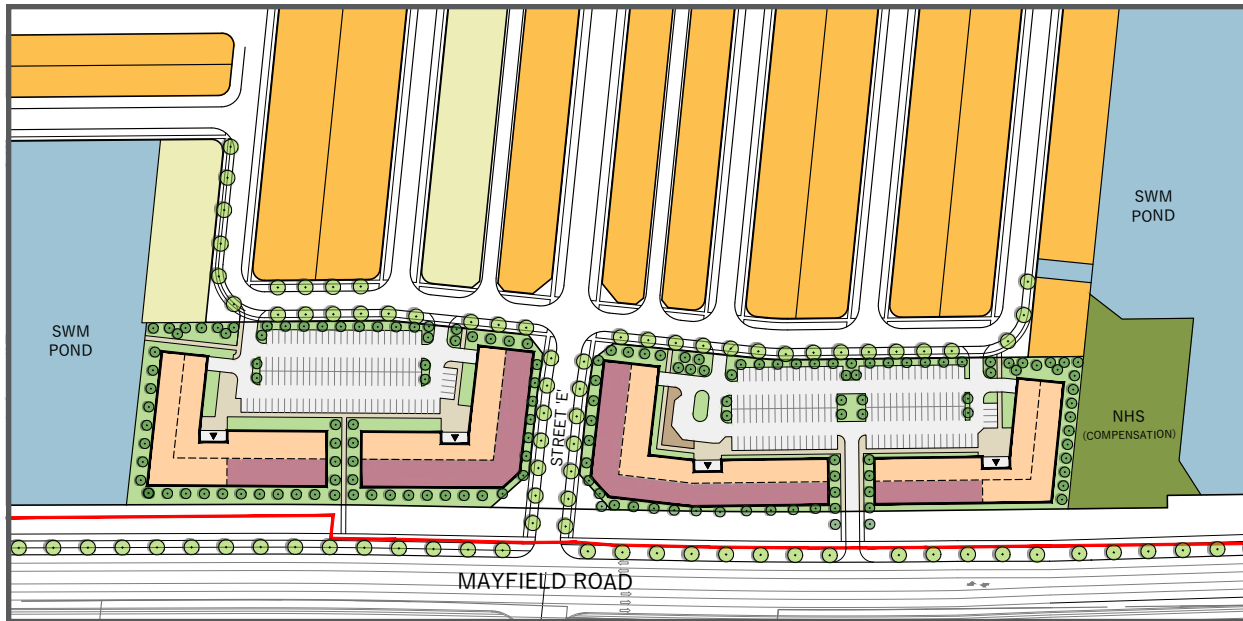 SWM
POND
SWM
POND
STREET 'E'
NHS
(COMPENSATION)
MAYFIELD ROAD